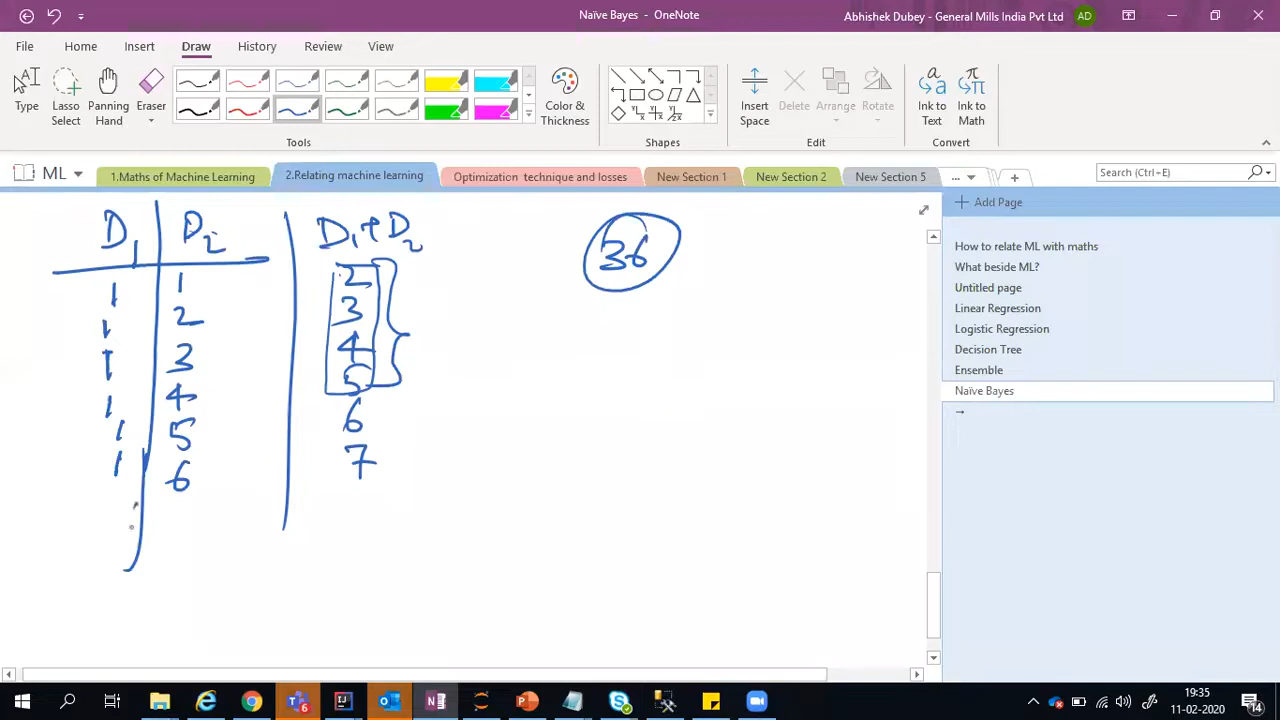 Naïve Bayes - OneNote
Abhishek Dubey - General Mills India Pvt Ltd AD
File Home Insert Draw History Review View
Type Lasso Select Panning Hand Eraser Color & Thickness Insert Space Delete Arrange Rotate Ink to Text Ink to Math
Tools Shapes Edit Convert
ML 1.Maths of Machine Learning 2.Relating machine learning Optimization technique and losses New Section 1 New Section 2 New Section 5 ... Search (Ctrl+E)
Add Page
How to relate ML with maths
What beside ML?
Untitled page
Linear Regression
Logistic Regression
Decision Tree
Ensemble
Naïve Bayes
→
D1 D2 D1+D2 36
1 1 2
1 2 3
1 3 4
1 4 5
1 5 6
1 6 7
6
19:35
11-02-2020
14